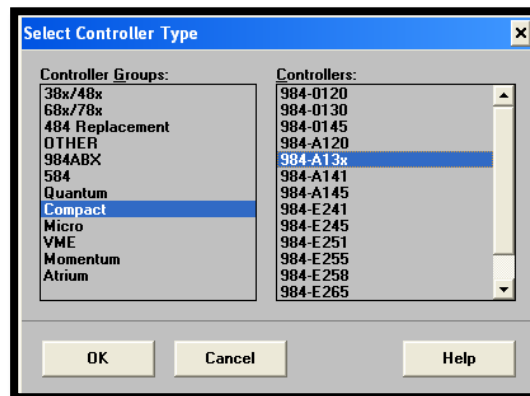 Select Controller Type
Controller Groups:
38x/48x
68x/78x
484 Replacement
OTHER
984ABX
584
Quantum
Compact
Micro
VME
Momentum
Atrium
Controllers:
984-0120
984-0130
984-0145
984-A120
984-A13x
984-A141
984-A145
984-E241
984-E245
984-E251
984-E255
984-E258
984-E265
OK
Cancel
Help